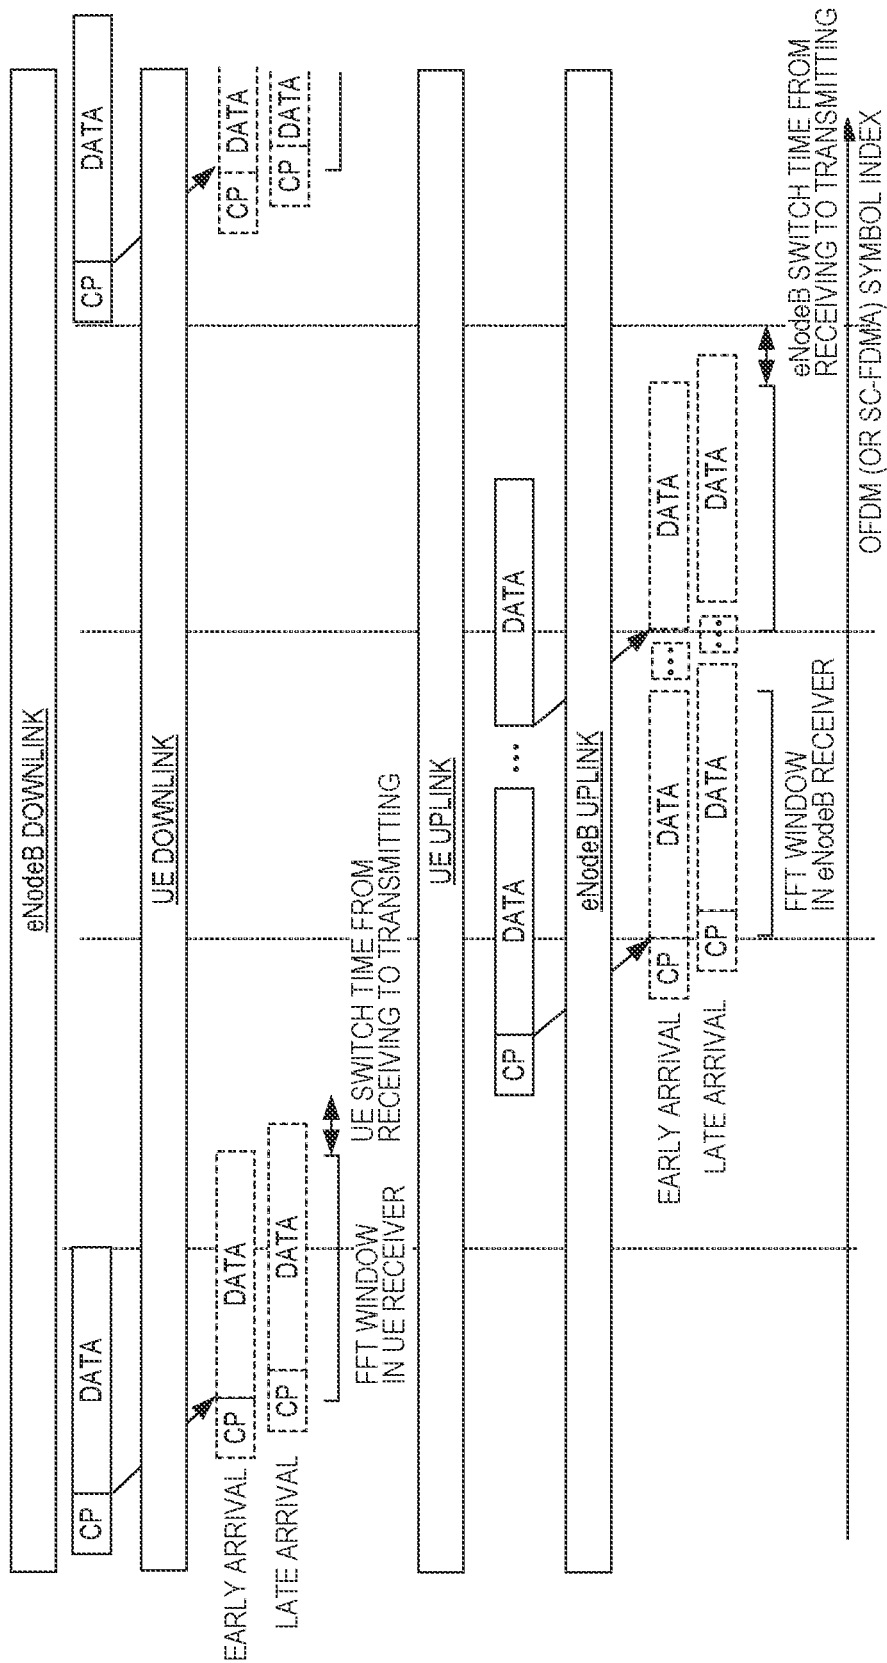 eNodeB DOWNLINK
CP DATA
CP DATA
UE DOWNLINK
EARLY ARRIVAL CP DATA
CP DATA
LATE ARRIVAL CP DATA
CP DATA
FFT WINDOW
IN UE RECEIVER
UE SWITCH TIME FROM
RECEIVING TO TRANSMITTING
UE UPLINK
CP DATA ... DATA
eNodeB UPLINK
EARLY ARRIVAL CP DATA ... DATA
LATE ARRIVAL CP DATA ... DATA
FFT WINDOW
IN eNodeB RECEIVER
eNodeB SWITCH TIME FROM
RECEIVING TO TRANSMITTING
OFDM (OR SC-FDMA) SYMBOL INDEX